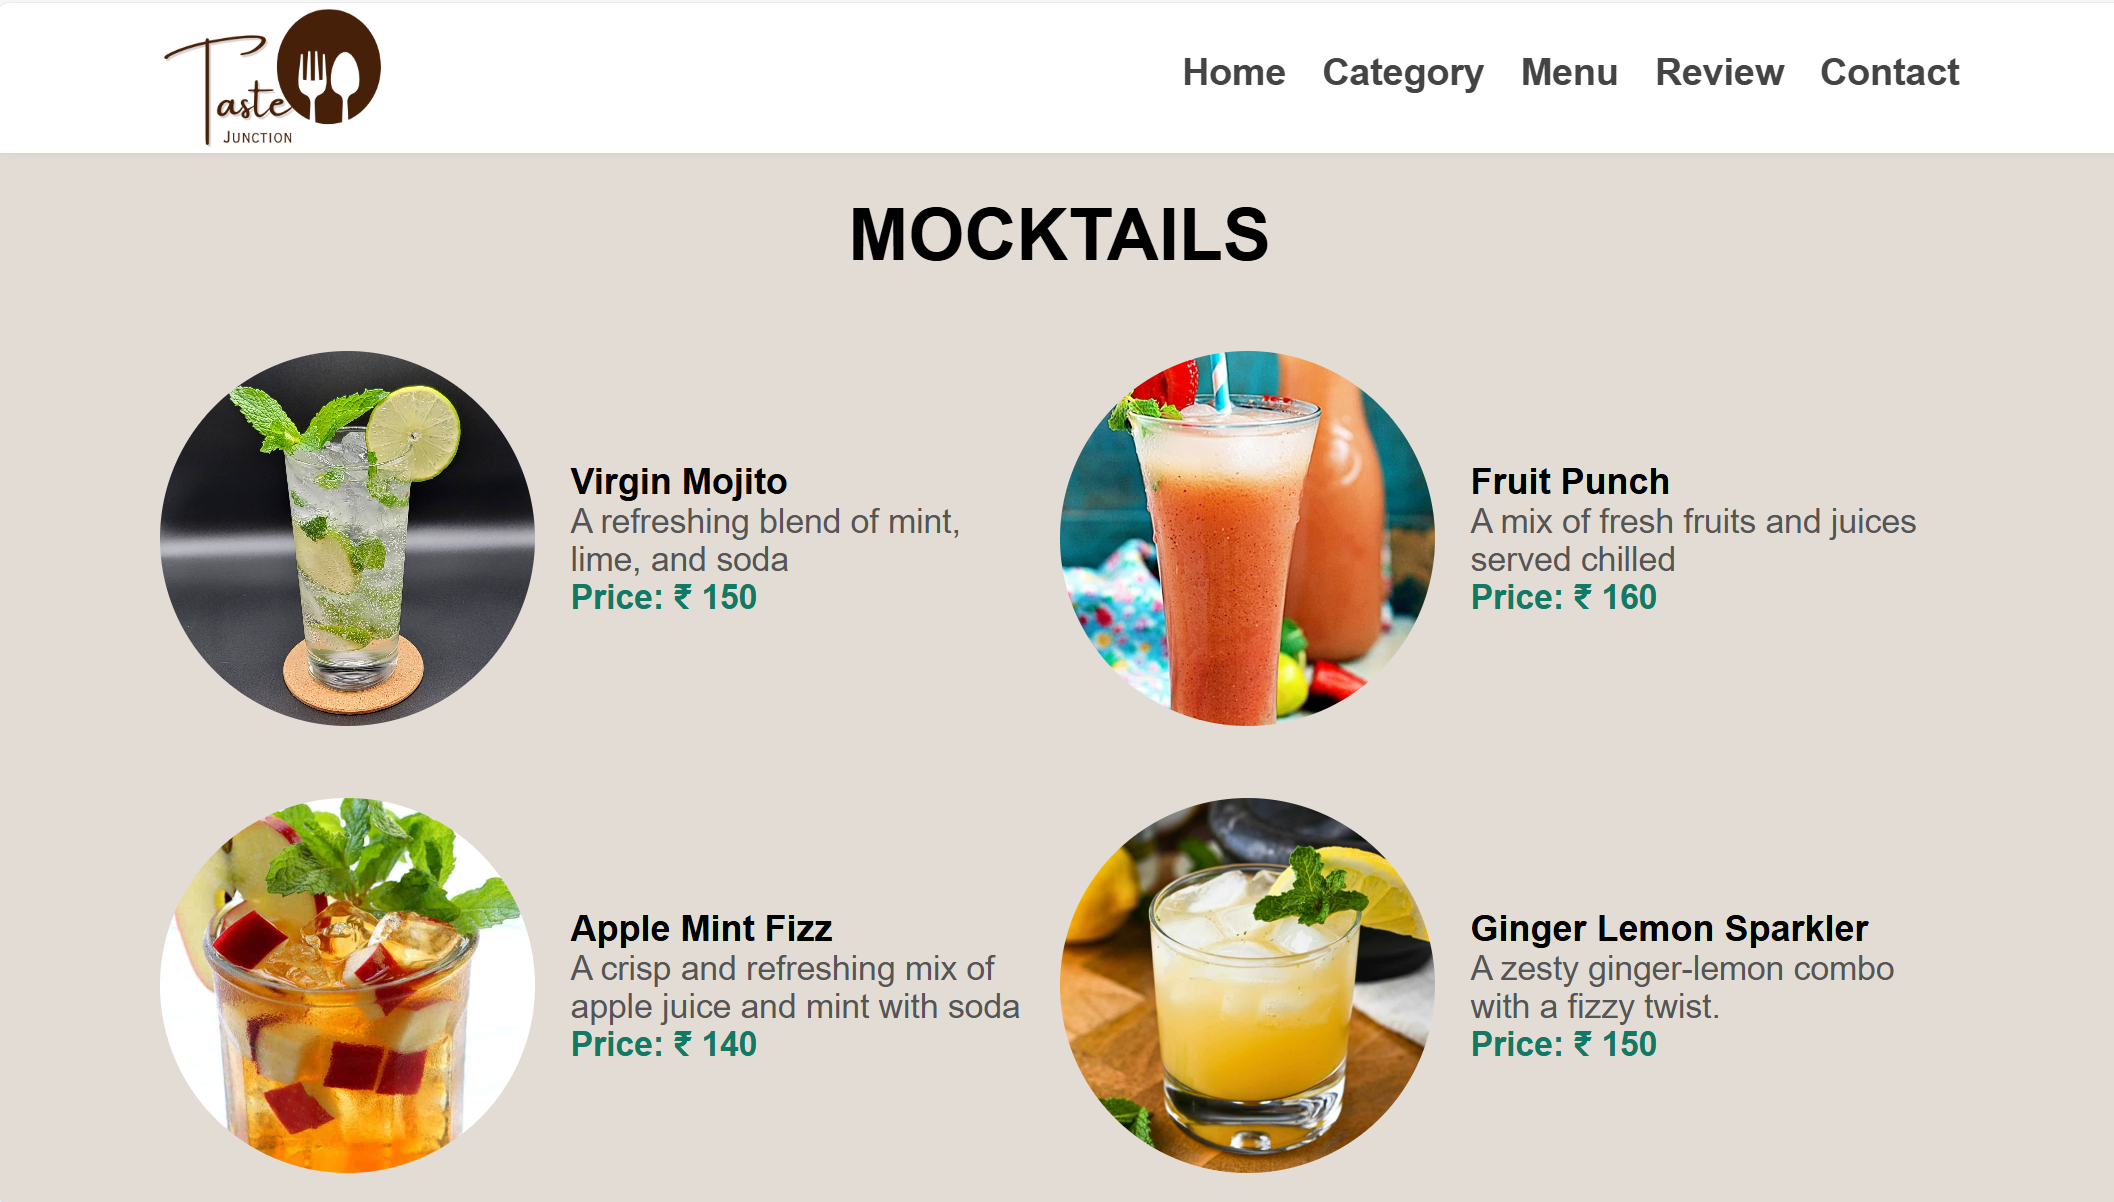 Taste
JUNCTION
Home Category Menu Review Contact
MOCKTAILS
Virgin Mojito
A refreshing blend of mint,
lime, and soda
Price: ₹ 150
Fruit Punch
A mix of fresh fruits and juices
served chilled
Price: ₹ 160
Apple Mint Fizz
A crisp and refreshing mix of
apple juice and mint with soda
Price: ₹ 140
Ginger Lemon Sparkler
A zesty ginger-lemon combo
with a fizzy twist.
Price: ₹ 150